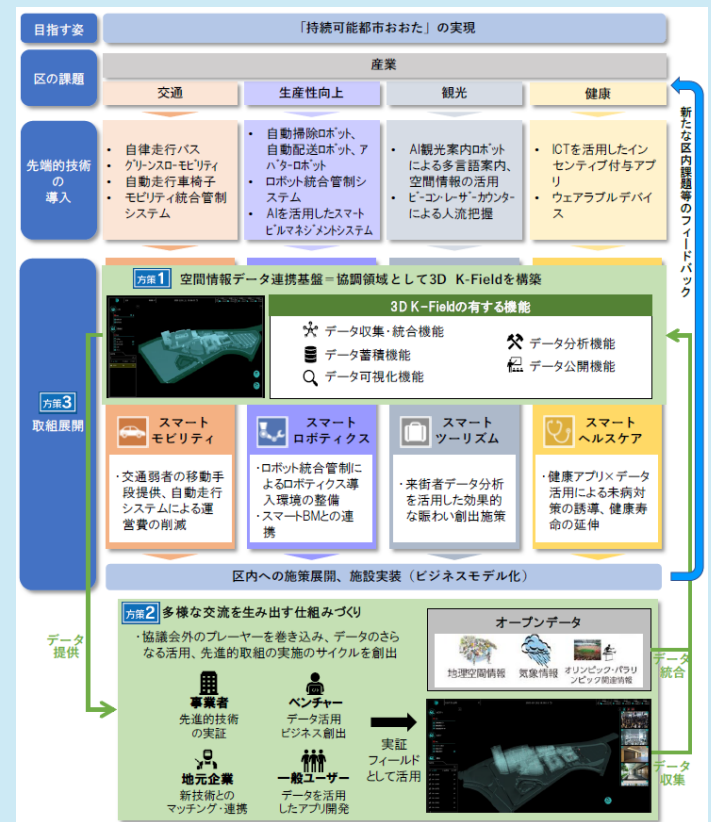 目指す姿
「持続可能都市おおた」の実現
区の課題
産業
交通
生産性向上
観光
健康
先端的技術
の
導入
・ 自律走行バス
・ グリーンスローモビリティ
・ 自動走行車椅子
・ モビリティ統合管制
システム
・ 自動掃除ロボット、
自動配送ロボット、ア
バターロボット
・ ロボット統合管制シ
ステム
・ AIを活用したスマート
ビルマネジメントシステム
・ AI観光案内ロボット
による多言語案内、
空間情報の活用
・ ビーコン・レーザーカウンター
による人流把握
・ ICTを活用したイン
センティブ付与アプ
リ
・ ウェアラブルデバイ
ス
新たな区内課題等のフィードバック
方策1 空間情報データ連携基盤=協調領域として3D K-Fieldを構築
3D K-Fieldの有する機能
データ収集・統合機能
データ蓄積機能
データ可視化機能
データ分析機能
データ公開機能
方策3
取組展開
スマート
モビリティ
・交通弱者の移動手
段提供、自動走行
システムによる運
営費の削減
スマート
ロボティクス
・ロボット統合管制に
よるロボティクス導
入環境の整備
・スマートBMとの連
携
スマート
ツーリズム
・来街者データ分析
を活用した効果的
な賑わい創出施策
スマート
ヘルスケア
・健康アプリ×データ
活用による未病対
策の誘導、健康寿
命の延伸
区内への施策展開、施設実装（ビジネスモデル化）
データ
提供
方策2 多様な交流を生み出す仕組みづくり
・協議会外のプレーヤーを巻き込み、データのさら
なる活用、先進的取組の実施のサイクルを創出
事業者
先進的技術
の実証
ベンチャー
データ活用
ビジネス創出
地元企業
新技術との
マッチング・連携
一般ユーザー
データを活用
したアプリ開発
実証
フィールド
として活用
オープンデータ
地理空間情報
気象情報
オリンピック・パラリ
ンピック関連情報
データ
統合
データ
収集